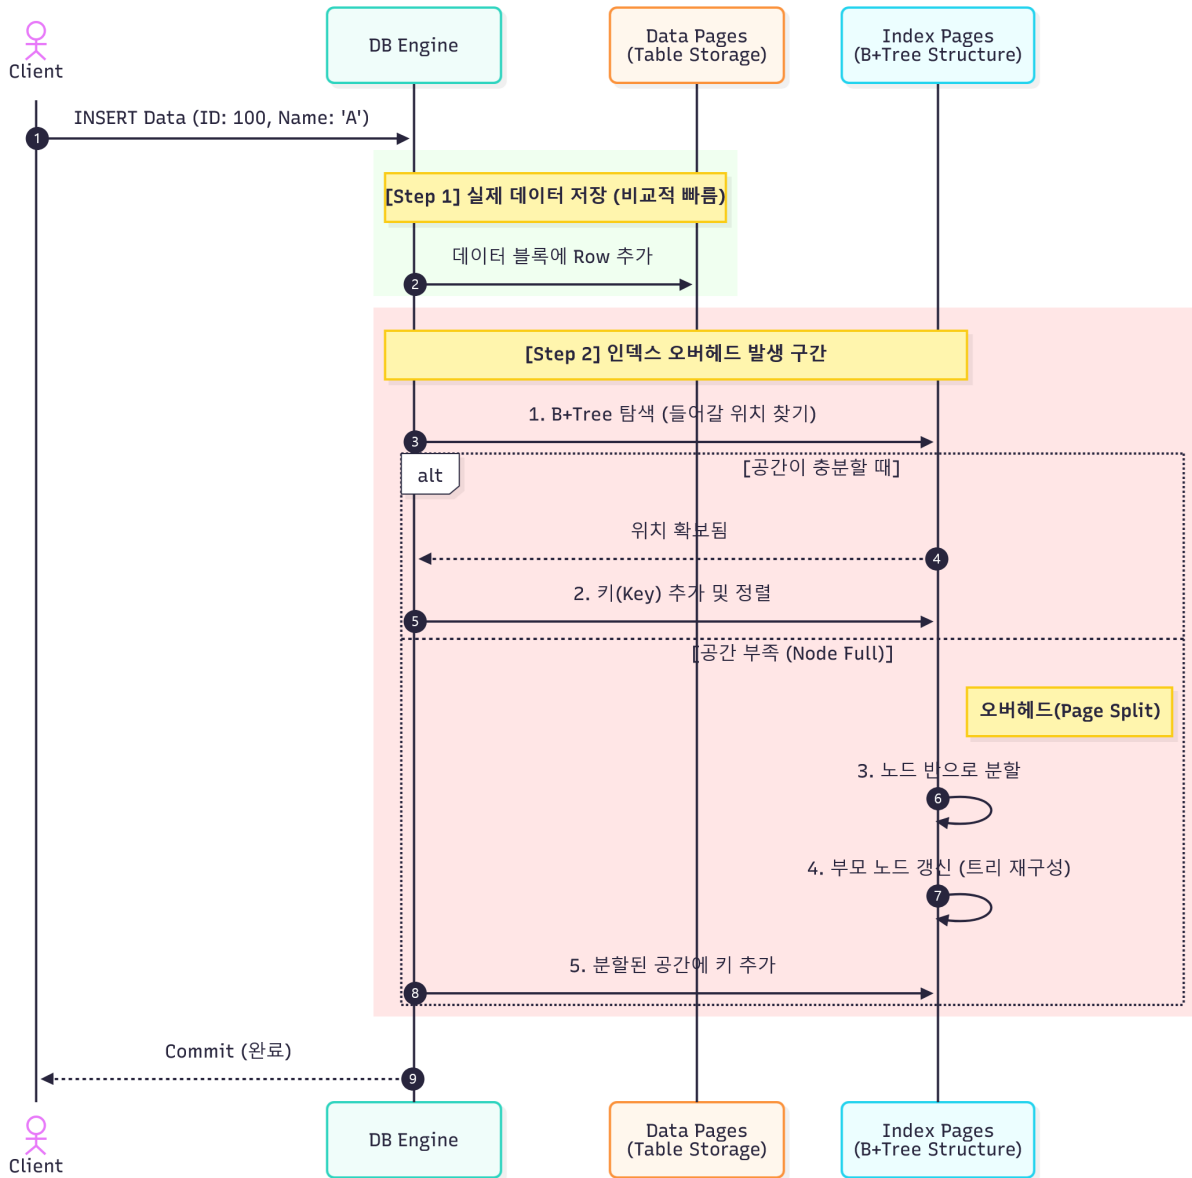 Client
DB Engine
Data Pages
(Table Storage)
Index Pages
(B+Tree Structure)
1
INSERT Data (ID: 100, Name: 'A')
[Step 1] 실제 데이터 저장 (비교적 빠름)
데이터 블록에 Row 추가
2
[Step 2] 인덱스 오버헤드 발생 구간
1. B+Tree 탐색 (들어갈 위치 찾기)
3
alt
[공간이 충분할 때]
위치 확보됨
4
2. 키(Key) 추가 및 정렬
5
[공간 부족 (Node Full)]
오버헤드(Page Split)
3. 노드 반으로 분할
6
4. 부모 노드 갱신 (트리 재구성)
7
5. 분할된 공간에 키 추가
8
Commit (완료)
9
Client
DB Engine
Data Pages
(Table Storage)
Index Pages
(B+Tree Structure)